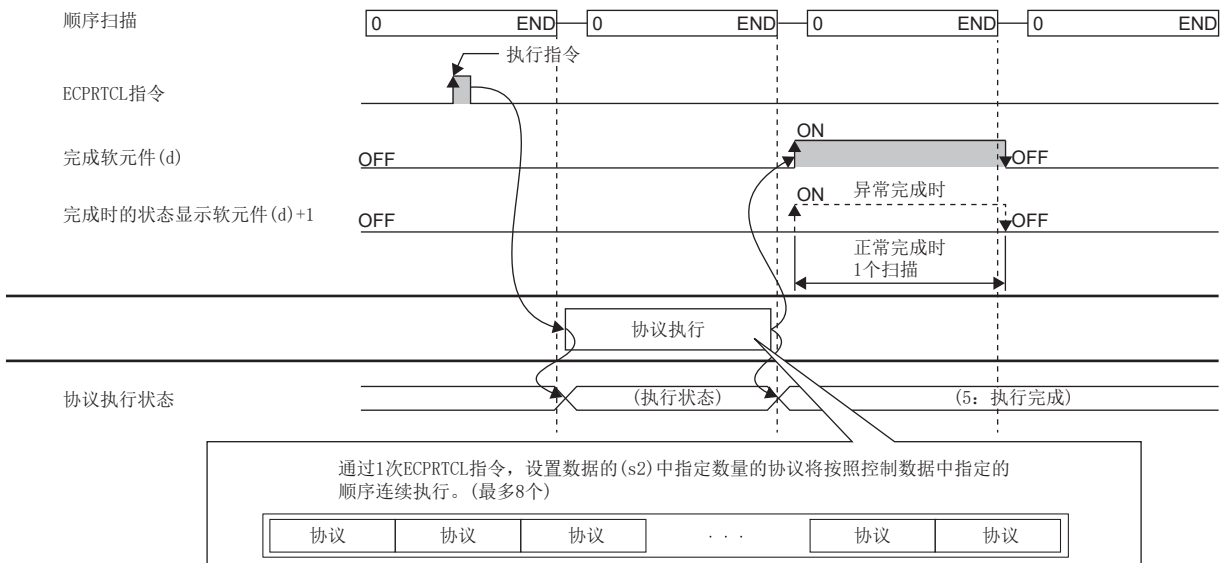 顺序扫描
0 END 0 END 0 END 0 END
执行指令
ECPRTCL指令
ON
完成软元件(d)
OFF OFF
ON 异常完成时
完成时的状态显示软元件(d)+1
OFF OFF
正常完成时
1个扫描
协议执行
协议执行状态 (执行状态) (5: 执行完成)
通过1次ECPRTCL指令，设置数据的(s2)中指定数量的协议将按照控制数据中指定的
顺序连续执行。(最多8个)
协议 协议 协议 · · · 协议 协议